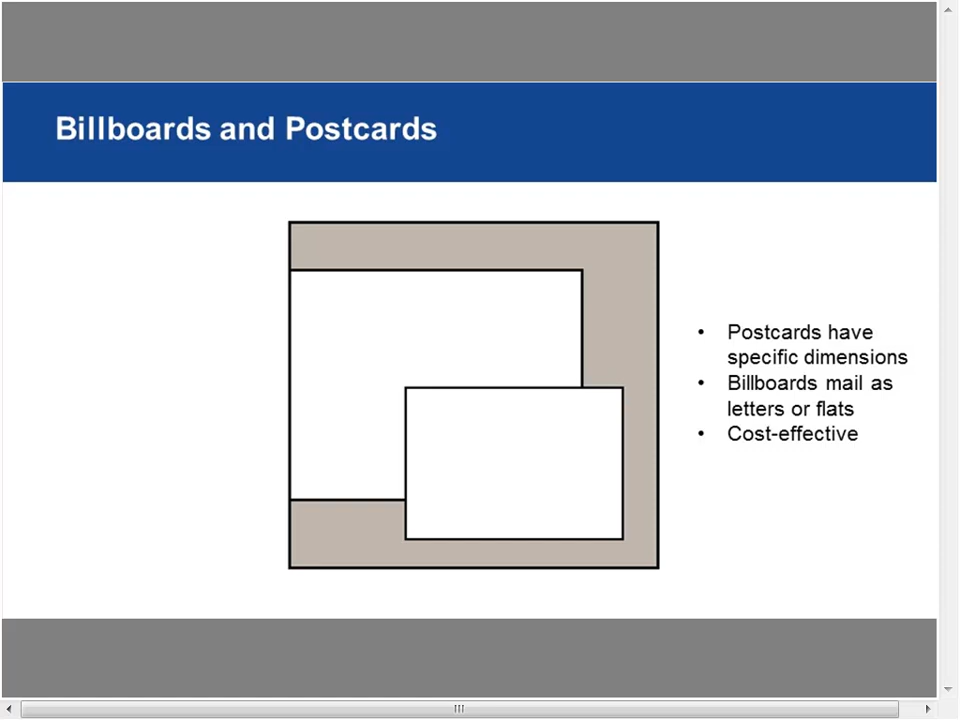 Billboards and Postcards
• Postcards have
specific dimensions
• Billboards mail as
letters or flats
• Cost-effective